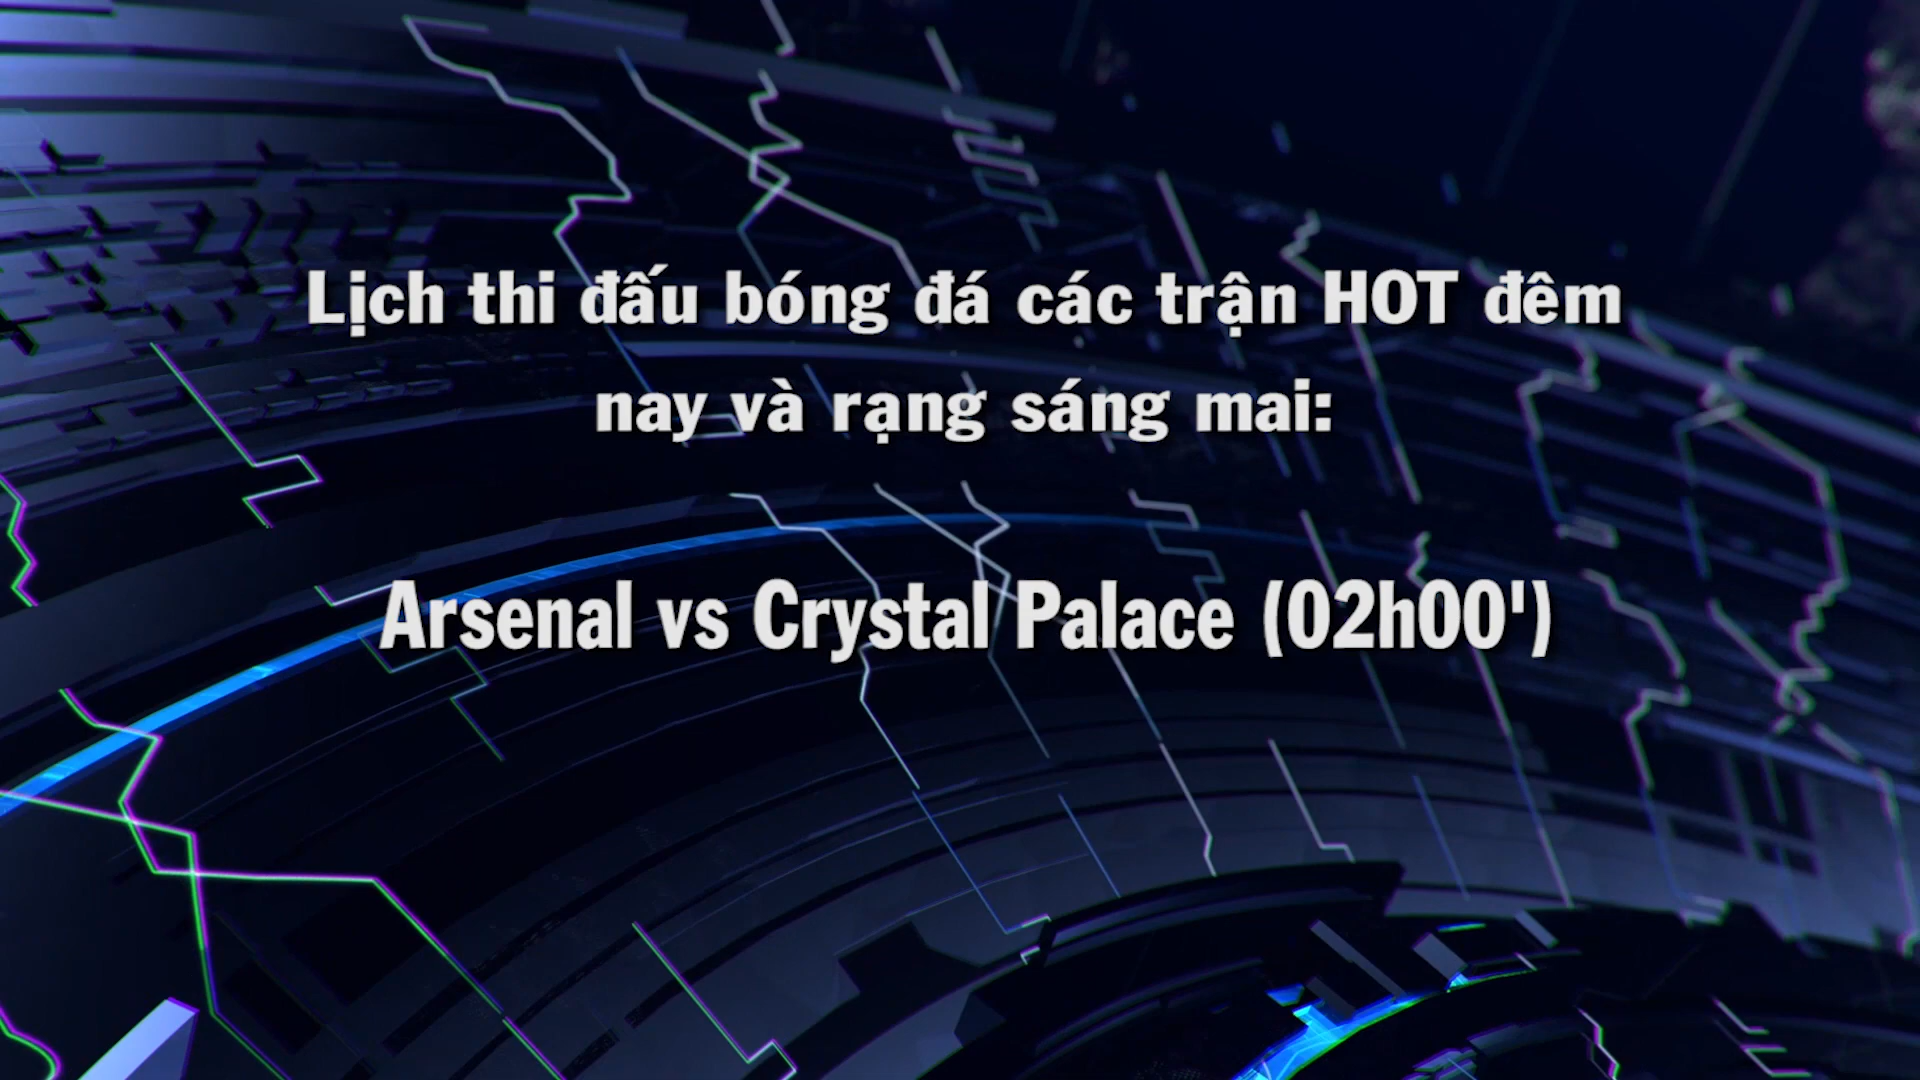 Lịch thi đấu bóng đá các trận HOT đêm
nay và rạng sáng mai:
Arsenal vs Crystal Palace (02h00')